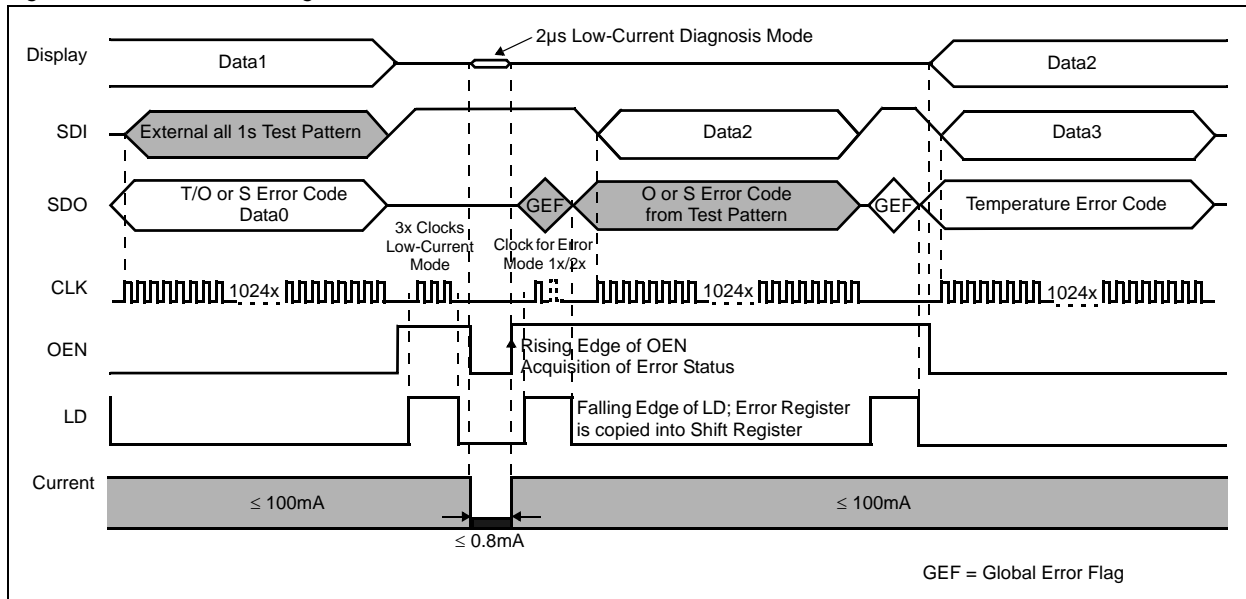 2µs Low-Current Diagnosis Mode
Display
Data1
Data2
SDI
External all 1s Test Pattern
Data2
Data3
SDO
T/O or S Error Code
Data0
GEF
O or S Error Code
from Test Pattern
GEF
Temperature Error Code
3x Clocks
Low-Current
Mode
Clock for Error
Mode 1x/2x
CLK
1024x
1024x
1024x
OEN
Rising Edge of OEN
Acquisition of Error Status
LD
Falling Edge of LD; Error Register
is copied into Shift Register
Current
≤ 100mA
≤ 100mA
≤ 0.8mA
GEF = Global Error Flag